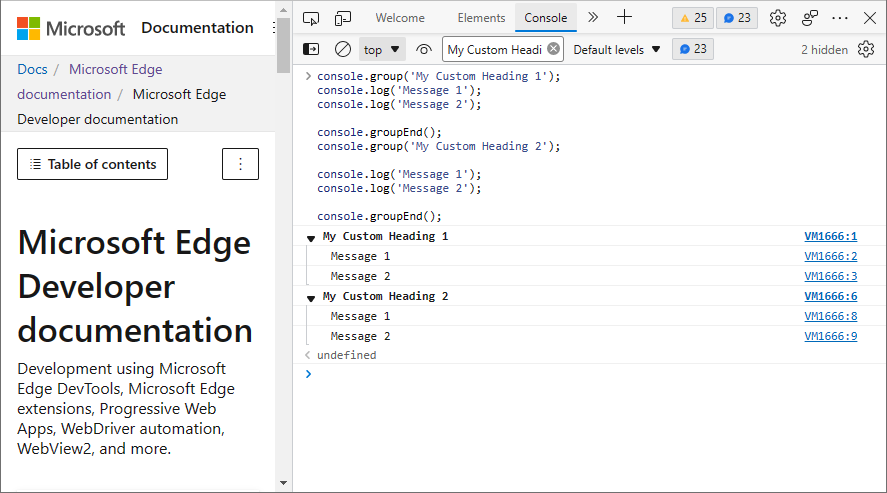 Microsoft Documentation
Docs / Microsoft Edge
documentation / Microsoft Edge
Developer documentation
Table of contents
Microsoft Edge
Developer
documentation
Development using Microsoft
Edge DevTools, Microsoft Edge
extensions, Progressive Web
Apps, WebDriver automation,
WebView2, and more.
Welcome Elements Console 25 23
top My Custom Headi Default levels 23 2 hidden
console.group('My Custom Heading 1');
console.log('Message 1');
console.log('Message 2');
console.groupEnd();
console.group('My Custom Heading 2');
console.log('Message 1');
console.log('Message 2');
console.groupEnd();
My Custom Heading 1 VM1666:1
Message 1 VM1666:2
Message 2 VM1666:3
My Custom Heading 2 VM1666:6
Message 1 VM1666:8
Message 2 VM1666:9
undefined